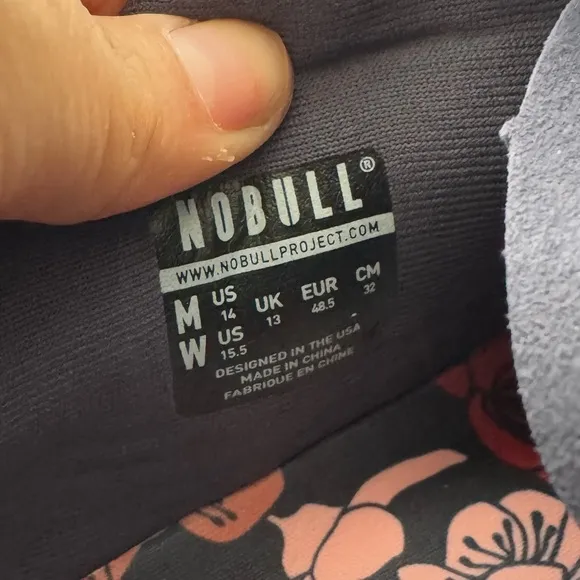 NOBULL®
WWW.NOBULLPROJECT.COM
M US 14 UK 13 EUR 48.5 CM 32
W US 15.5
DESIGNED IN THE USA
MADE IN CHINA
FABRIQUE EN CHINE